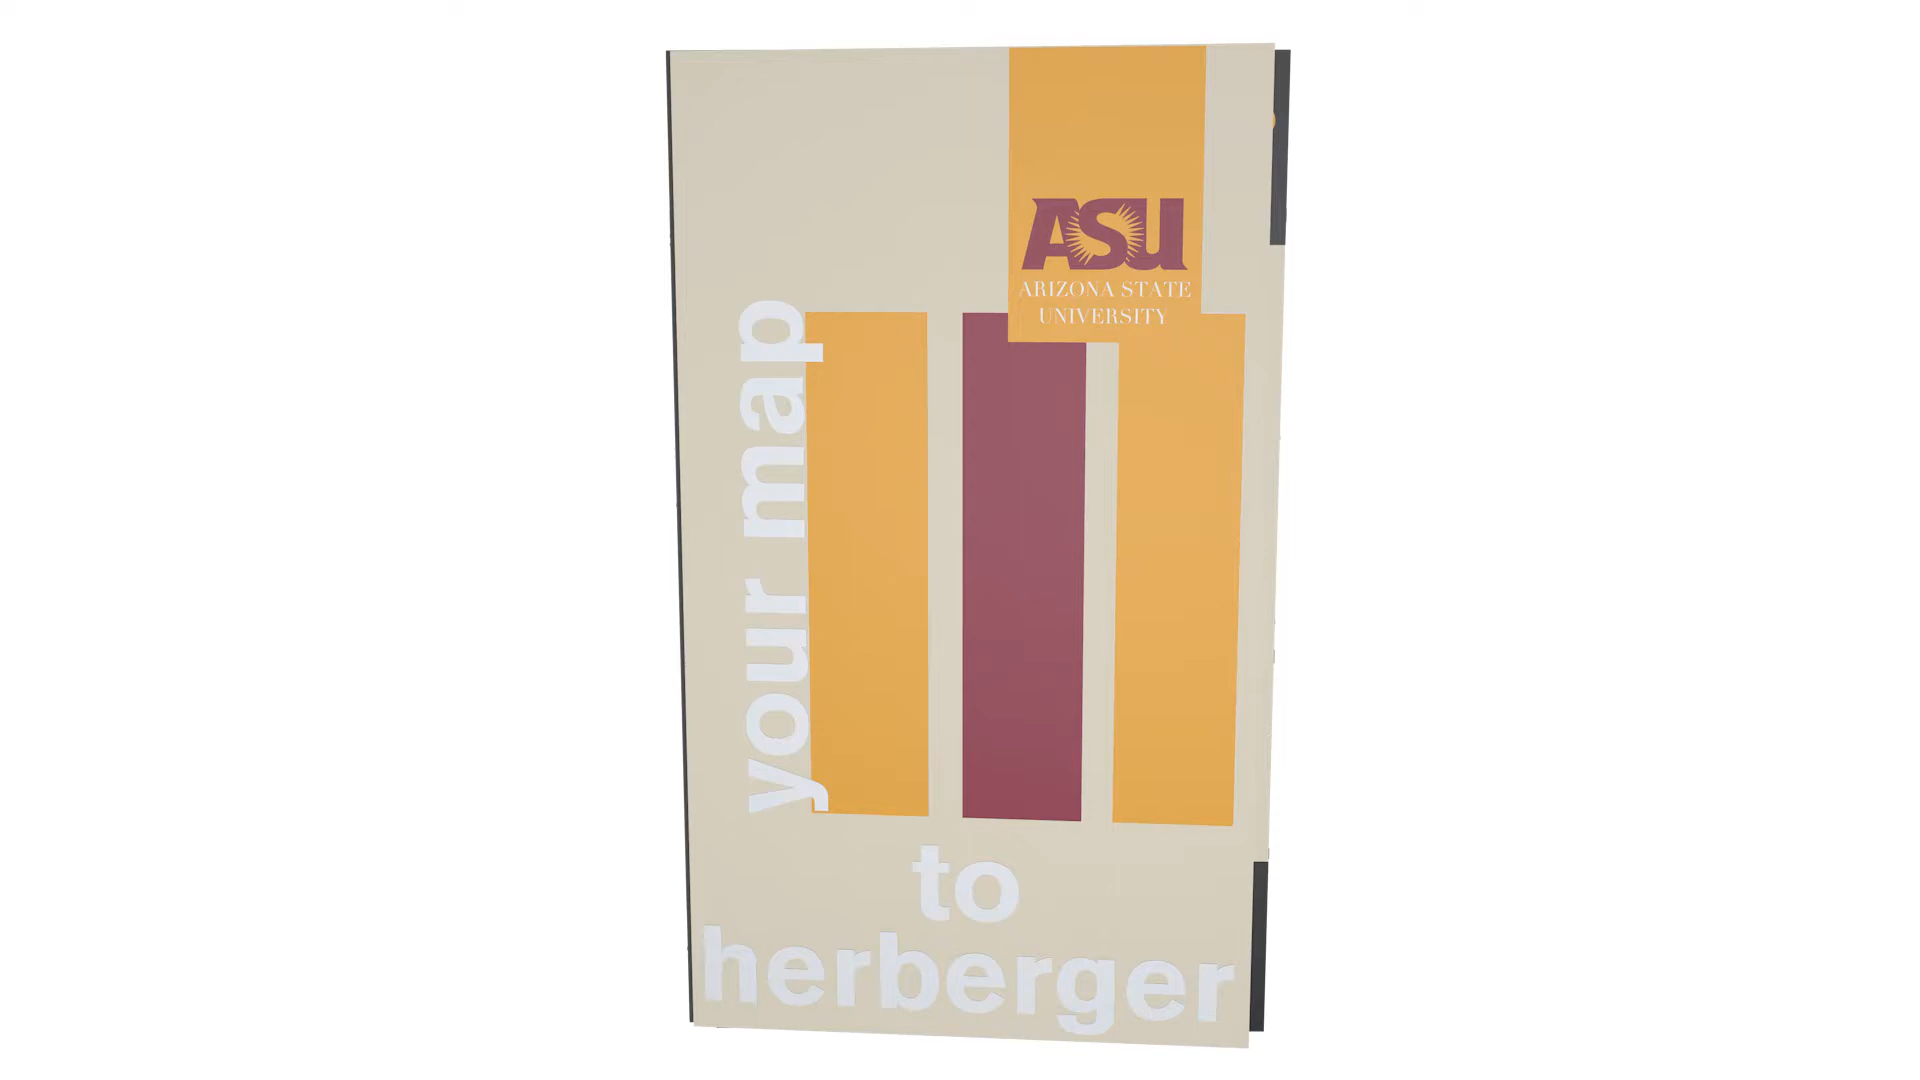 ASU
ARIZONA STATE
UNIVERSITY
your map
to
herberger